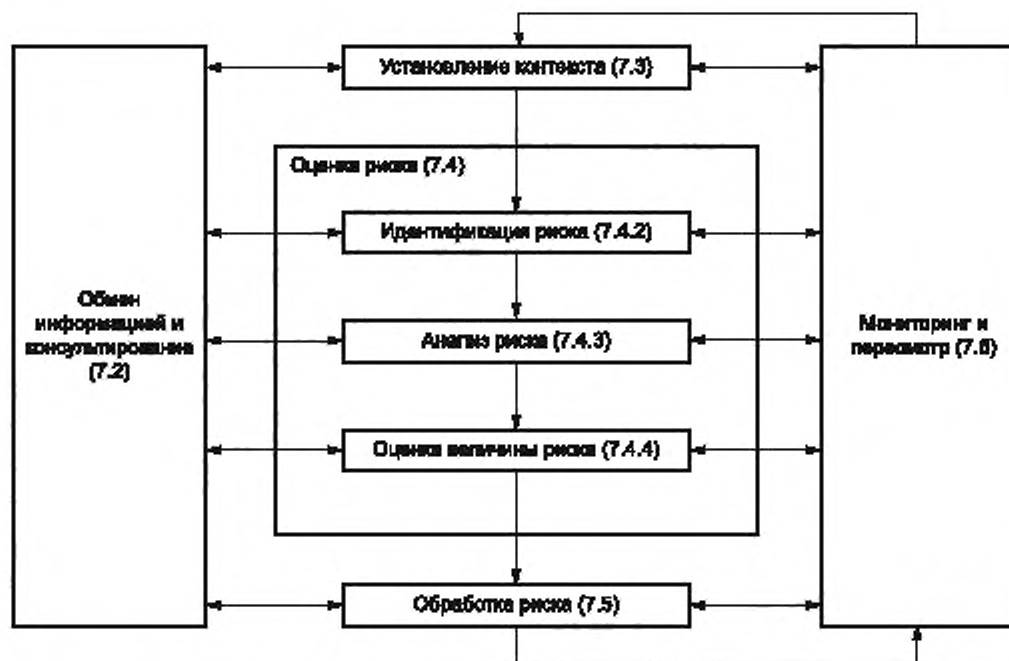 Установление контекста (7.3)
Оценка риска (7.4)
Идентификация риска (7.4.2)
Обмен
информацией и
консультирование
(7.2)
Анализ риска (7.4.3)
Мониторинг и
пересмотр (7.6)
Оценка величины риска (7.4.4)
Обработка риска (7.5)